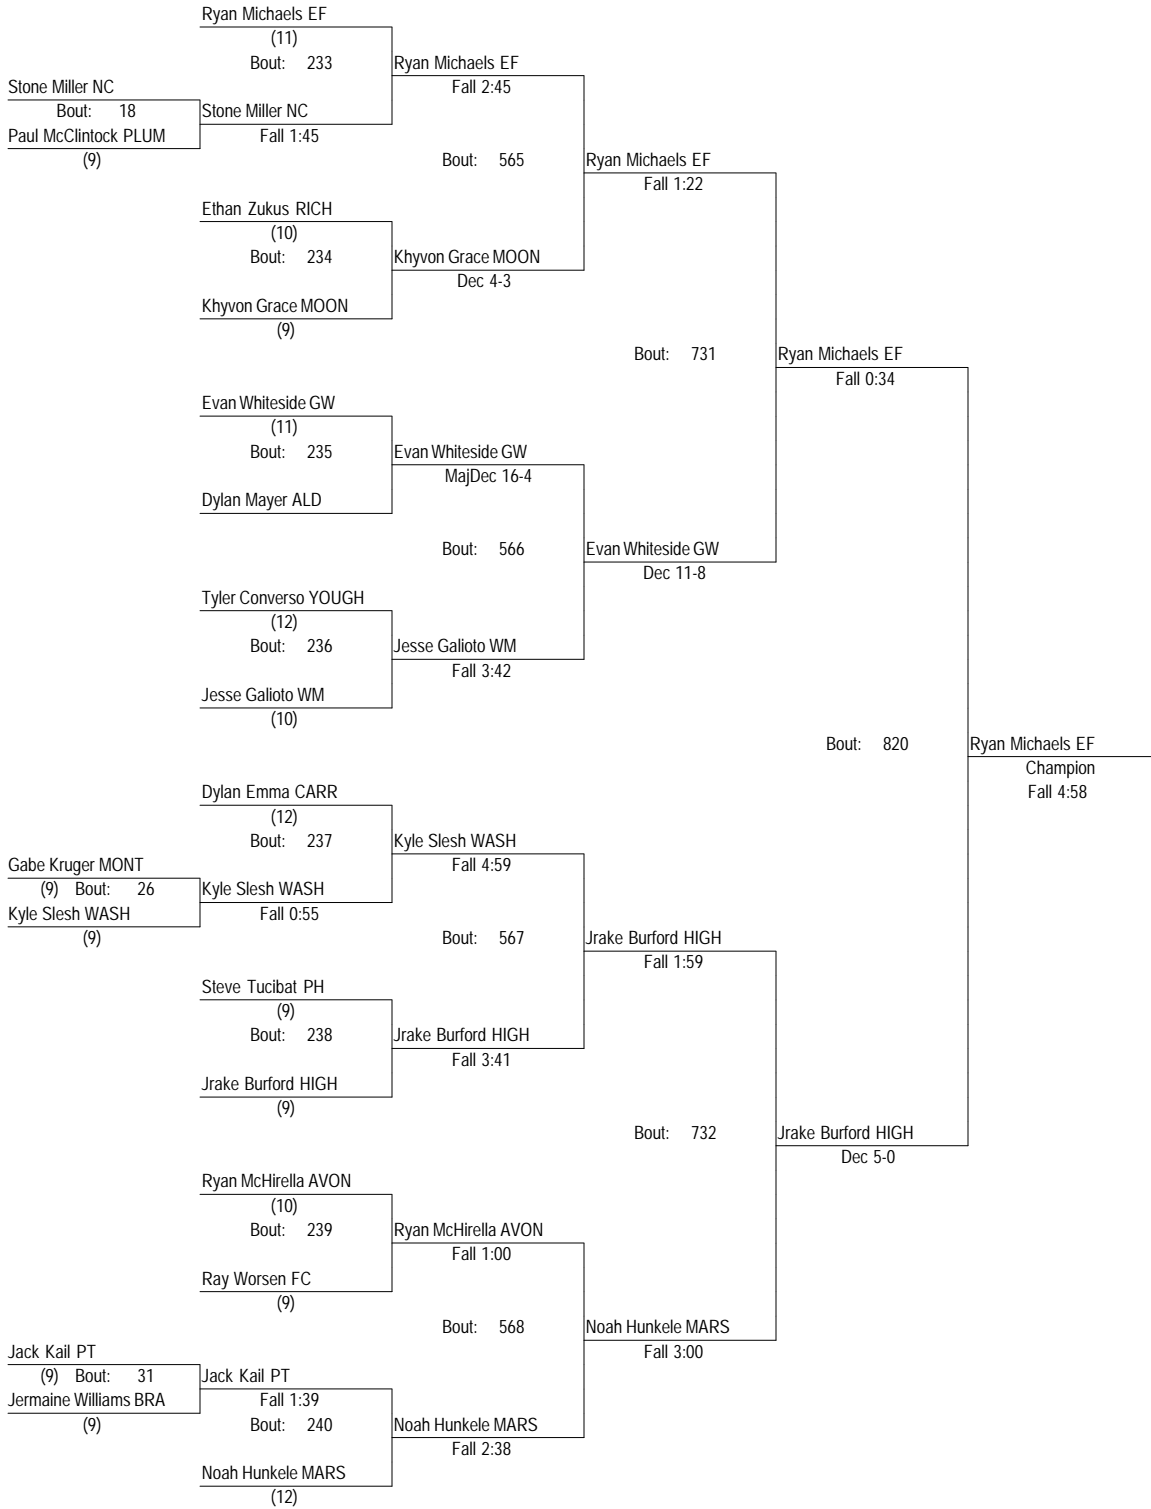 Ryan Michaels EF
(11)
Bout: 233
Ryan Michaels EF
Fall 2:45
Stone Miller NC
Bout: 18
Stone Miller NC
Fall 1:45
Paul McClintock PLUM
(9)
Bout: 565
Ryan Michaels EF
Fall 1:22
Ethan Zukus RICH
(10)
Bout: 234
Khyvon Grace MOON
Dec 4-3
Khyvon Grace MOON
(9)
Bout: 731
Ryan Michaels EF
Fall 0:34
Evan Whiteside GW
(11)
Bout: 235
Evan Whiteside GW
MajDec 16-4
Dylan Mayer ALD
Bout: 566
Evan Whiteside GW
Dec 11-8
Tyler Converso YOUGH
(12)
Bout: 236
Jesse Galioto WM
Fall 3:42
Jesse Galioto WM
(10)
Bout: 820
Ryan Michaels EF
Champion
Fall 4:58
Dylan Emma CARR
(12)
Bout: 237
Kyle Slesh WASH
Fall 4:59
Gabe Kruger MONT
(9) Bout: 26
Kyle Slesh WASH
Fall 0:55
Kyle Slesh WASH
(9)
Bout: 567
Jrake Burford HIGH
Fall 1:59
Steve Tucibat PH
(9)
Bout: 238
Jrake Burford HIGH
Fall 3:41
Jrake Burford HIGH
(9)
Bout: 732
Jrake Burford HIGH
Dec 5-0
Ryan McHirella AVON
(10)
Bout: 239
Ryan McHirella AVON
Fall 1:00
Ray Worsen FC
(9)
Bout: 568
Noah Hunkele MARS
Fall 3:00
Jack Kail PT
(9) Bout: 31
Jack Kail PT
Fall 1:39
Jermaine Williams BRA
(9)
Bout: 240
Noah Hunkele MARS
Fall 2:38
Noah Hunkele MARS
(12)